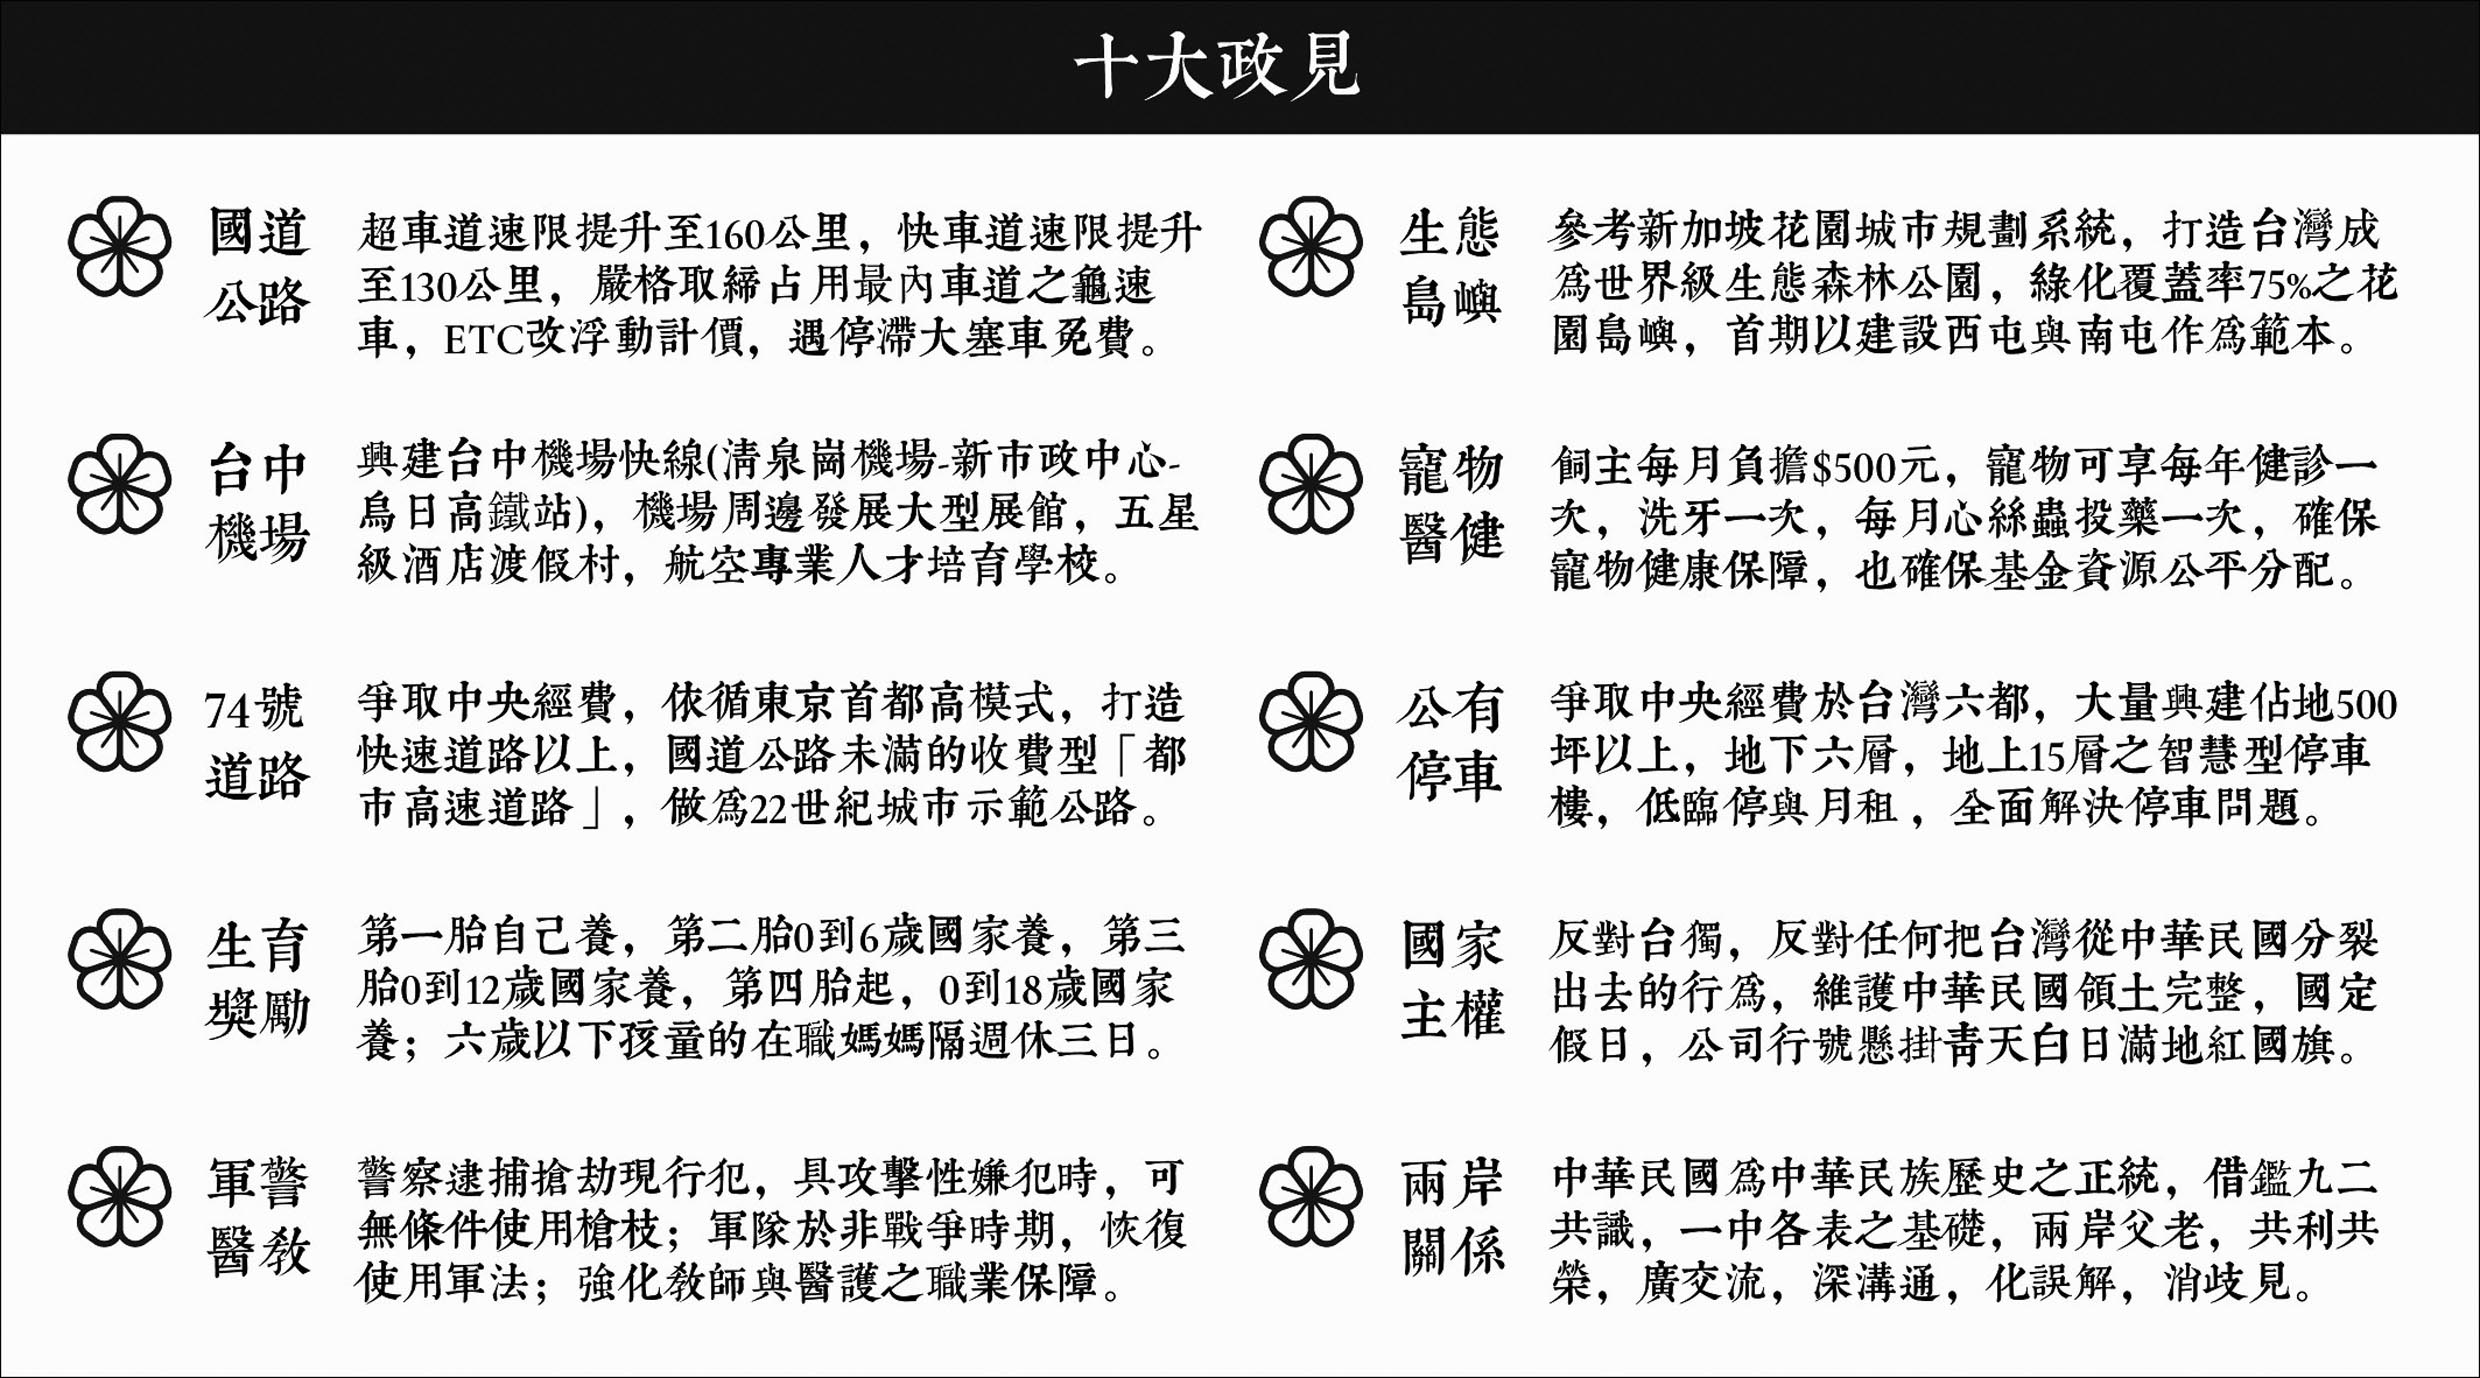 十大政見
國道
公路
超車道速限提升至160公里，快車道速限提升
至130公里，嚴格取締占用最內車道之龜速
車，ETC改浮動計價，遇停滯大塞車免費。
台中
機場
興建台中機場快線(清泉崗機場-新市政中心-
烏日高鐵站)，機場周邊發展大型展館，五星
級酒店渡假村，航空專業人才培育學校。
74號
道路
爭取中央經費，依循東京首都高模式，打造
快速道路以上，國道公路未滿的收費型「都
市高速道路」，做為22世紀城市示範公路。
生育
獎勵
第一胎自己養，第二胎0到6歲國家養，第三
胎0到12歲國家養，第四胎起，0到18歲國家
養；六歲以下孩童的在職媽媽隔週休三日。
軍警
醫教
警察逮捕搶劫現行犯，具攻擊性嫌犯時，可
無條件使用槍枝；軍隊於非戰爭時期，恢復
使用軍法；強化教師與醫護之職業保障。
生態
島嶼
參考新加坡花園城市規劃系統，打造台灣成
為世界級生態森林公園，綠化覆蓋率75%之花
園島嶼，首期以建設西屯與南屯作為範本。
寵物
醫健
飼主每月負擔$500元，寵物可享每年健診一
次，洗牙一次，每月心絲蟲投藥一次，確保
寵物健康保障，也確保基金資源公平分配。
公有
停車
爭取中央經費於台灣六都，大量興建佔地500
坪以上，地下六層，地上15層之智慧型停車
樓，低臨停與月租，全面解決停車問題。
國家
主權
反對台獨，反對任何把台灣從中華民國分裂
出去的行為，維護中華民國領土完整，國定
假日，公司行號懸掛青天白日滿地紅國旗。
兩岸
關係
中華民國為中華民族歷史之正統，借鑑九二
共識，一中各表之基礎，兩岸父老，共利共
榮，廣交流，深溝通，化誤解，消歧見。